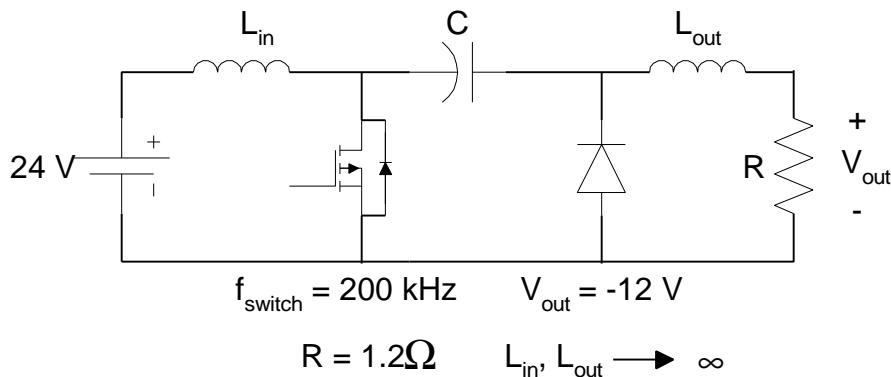 L_in C L_out
24 V + − R + V_out -
f_switch = 200 kHz V_out = -12 V
R = 1.2Ω L_in, L_out → ∞